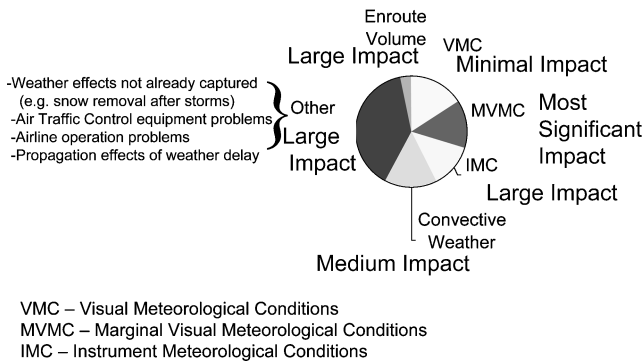 Enroute
Volume
Large Impact
VMC
Minimal Impact
MVMC
Most
Significant
Impact
IMC
Large Impact
Convective
Weather
Medium Impact
Other
Large
Impact
-Weather effects not already captured
(e.g. snow removal after storms)
-Air Traffic Control equipment problems
-Airline operation problems
-Propagation effects of weather delay
VMC – Visual Meteorological Conditions
MVMC – Marginal Visual Meteorological Conditions
IMC – Instrument Meteorological Conditions